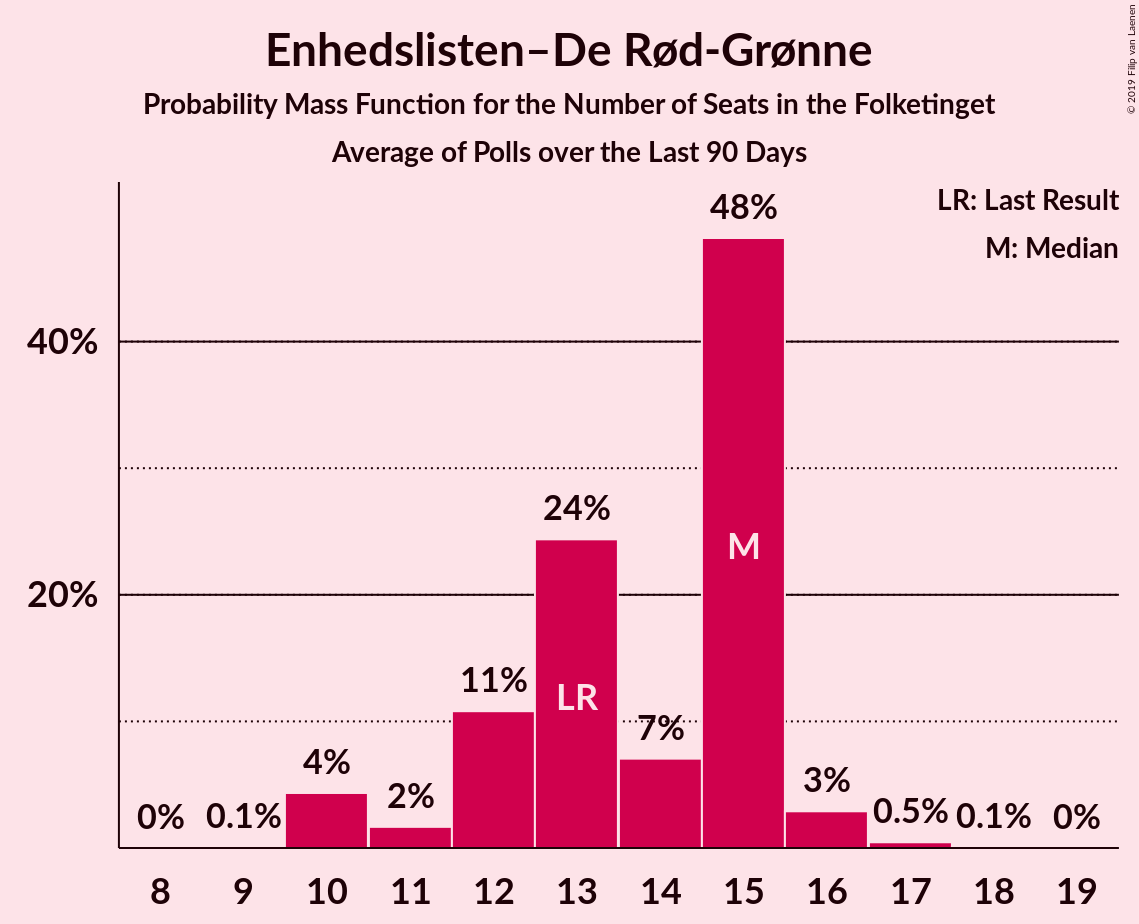 Enhedslisten–De Rød-Grønne
Probability Mass Function for the Number of Seats in the Folketinget
Average of Polls over the Last 90 Days
© 2019 Filip van Laenen
LR: Last Result
M: Median
48%
40%
24%
M
20%
11%
LR
7%
4%
2%
3%
0%
0.1%
0.5%
0.1%
0%
8 9 10 11 12 13 14 15 16 17 18 19